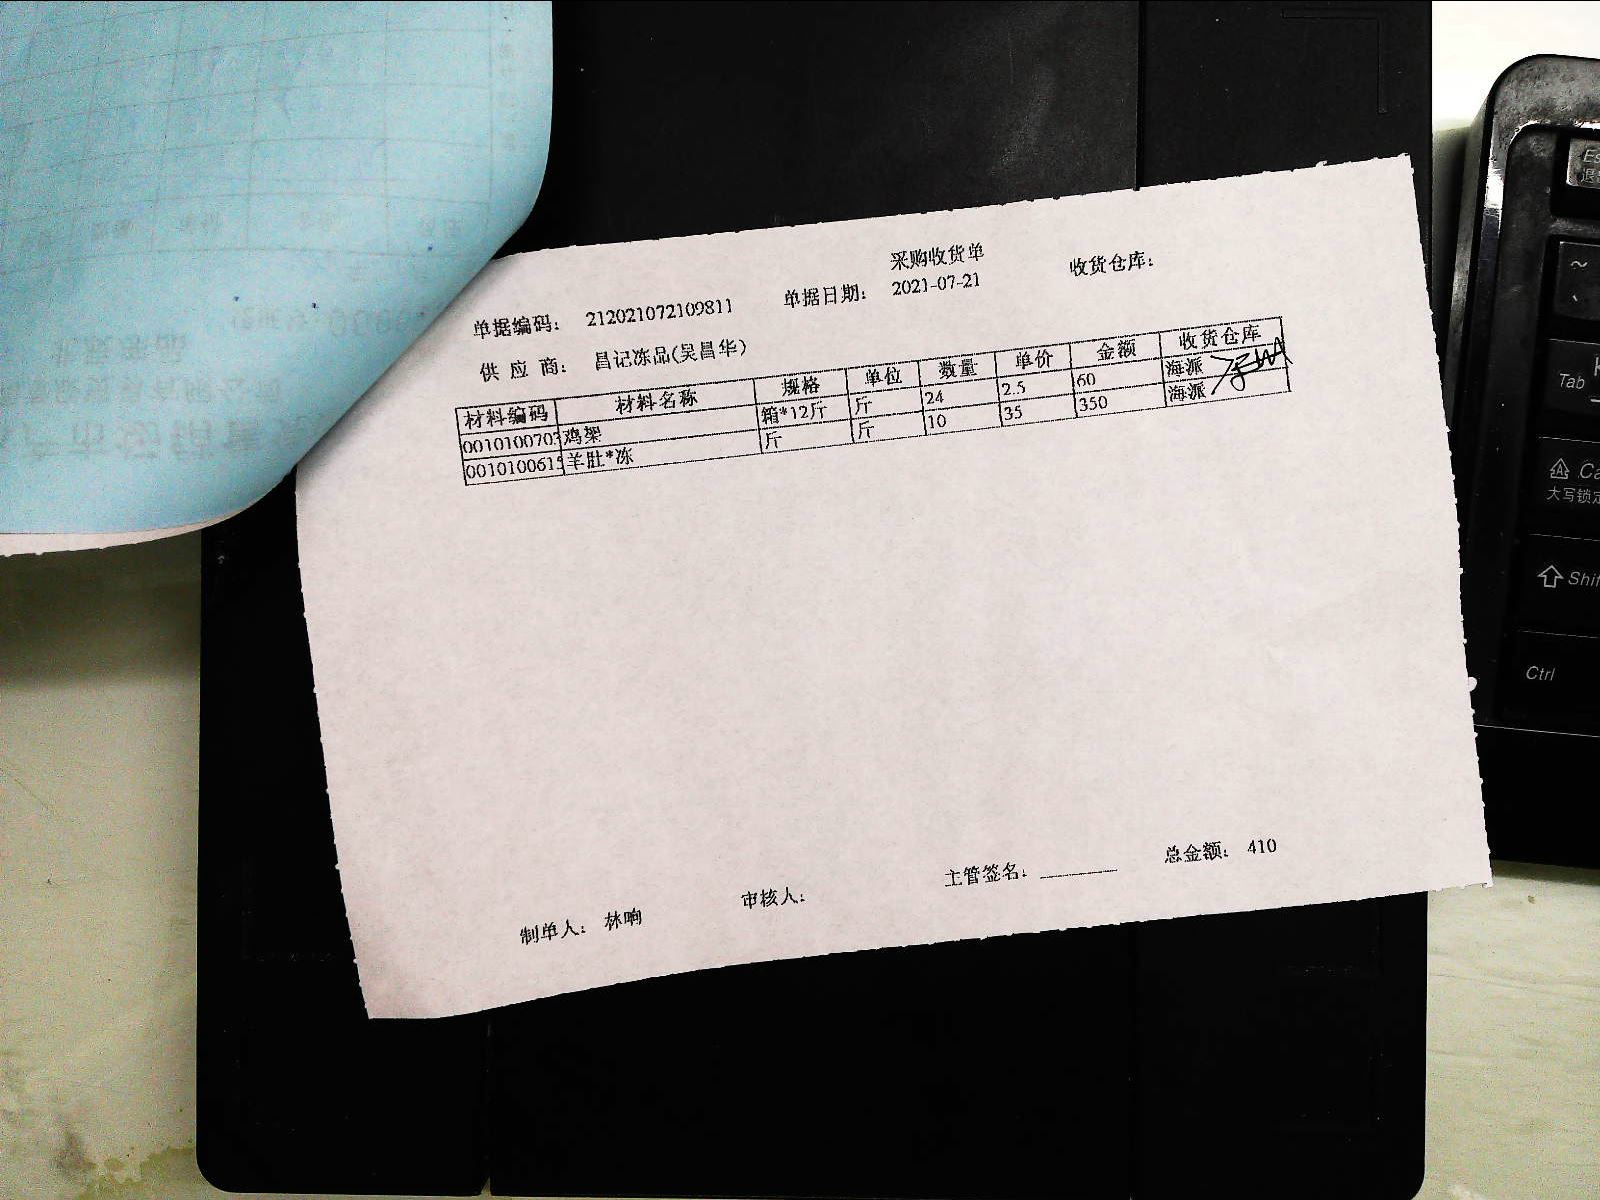 采购收货单
单据编码： 212021072109811 单据日期： 2021-07-21 收货仓库：
供 应 商： 昌记冻品(吴昌华)
材料编码 材料名称 规格 单位 数量 单价 金额 收货仓库
0010100703 鸡架 箱*12斤 斤 24 2.5 60 海派
0010100615 羊肚*冻 斤 斤 10 35 350 海派
制单人： 林响 审核人： 主管签名： 总金额： 410
Tab
大写锁定
Shif
Ctrl